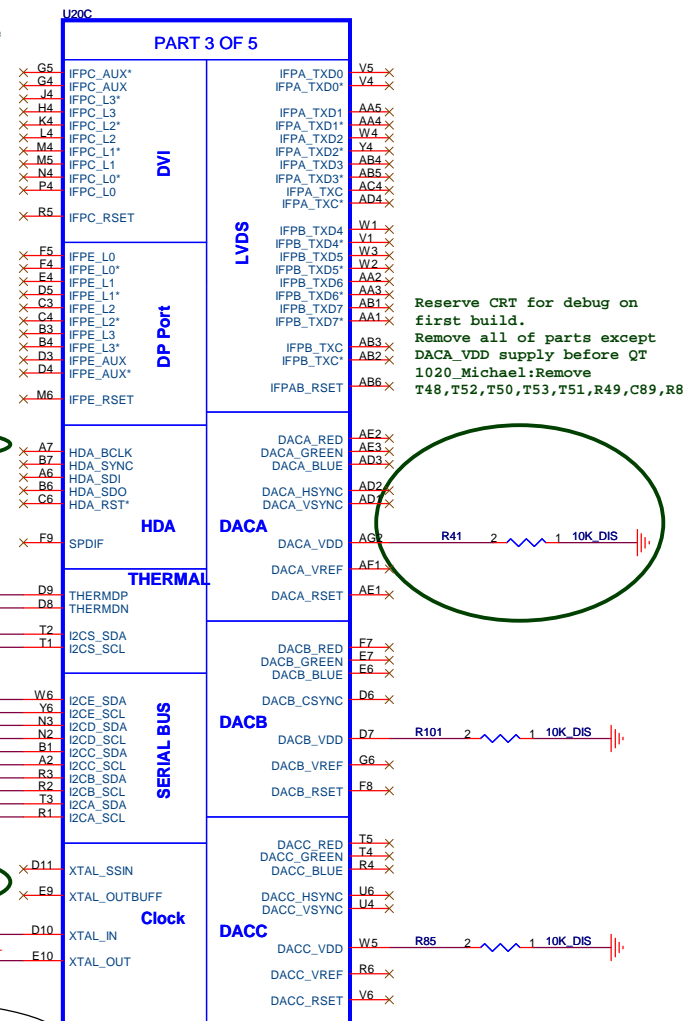 U20C
PART 3 OF 5
G5 IFPC_AUX*
G4 IFPC_AUX
J4 IFPC_L3*
H4 IFPC_L3
K4 IFPC_L2*
L4 IFPC_L2
M4 IFPC_L1*
M5 IFPC_L1
N4 IFPC_L0*
P4 IFPC_L0
R5 IFPC_RSET
DVI
F5 IFPE_L0
F4 IFPE_L0*
E4 IFPE_L1
D5 IFPE_L1*
C3 IFPE_L2
C4 IFPE_L2*
B3 IFPE_L3
B4 IFPE_L3*
D3 IFPE_AUX
D4 IFPE_AUX*
M6 IFPE_RSET
DP Port
A7 HDA_BCLK
B7 HDA_SYNC
A6 HDA_SDI
B6 HDA_SDO
C6 HDA_RST*
HDA
F9 SPDIF
THERMAL
D9 THERMDP
D8 THERMDN
T2 I2CS_SDA
T1 I2CS_SCL
W6 I2CE_SDA
Y6 I2CE_SCL
N3 I2CD_SDA
N2 I2CD_SCL
B1 I2CC_SDA
A2 I2CC_SCL
R3 I2CB_SDA
R2 I2CB_SCL
T3 I2CA_SDA
R1 I2CA_SCL
SERIAL BUS
D11 XTAL_SSIN
E9 XTAL_OUTBUFF
Clock
D10 XTAL_IN
E10 XTAL_OUT
IFPA_TXD0 V5
IFPA_TXD0* V4
IFPA_TXD1 AA5
IFPA_TXD1* AA4
IFPA_TXD2 W4
IFPA_TXD2* Y4
IFPA_TXD3 AB4
IFPA_TXD3* AB5
IFPA_TXC AC4
IFPA_TXC* AD4
LVDS
IFPB_TXD4 W1
IFPB_TXD4* V1
IFPB_TXD5 W3
IFPB_TXD5* W2
IFPB_TXD6 AA2
IFPB_TXD6* AA3
IFPB_TXD7 AB1
IFPB_TXD7* AA1
IFPB_TXC AB3
IFPB_TXC* AB2
IFPAB_RSET AB6
DACA_RED AE2
DACA_GREEN AE3
DACA_BLUE AD3
DACA_HSYNC AD2
DACA_VSYNC AD1
DACA
DACA_VDD AG2 R41 2 1 10K_DIS
DACA_VREF AF1
DACA_RSET AE1
DACB_RED F7
DACB_GREEN E7
DACB_BLUE E6
DACB_CSYNC D6
DACB
DACB_VDD D7 R101 2 1 10K_DIS
DACB_VREF G6
DACB_RSET F8
DACC_RED T5
DACC_GREEN T4
DACC_BLUE R4
DACC_HSYNC U6
DACC_VSYNC U4
DACC
DACC_VDD W5 R85 2 1 10K_DIS
DACC_VREF R6
DACC_RSET V6
Reserve CRT for debug on
first build.
Remove all of parts except
DACA_VDD supply before QT
1020_Michael:Remove
T48,T52,T50,T53,T51,R49,C89,R8